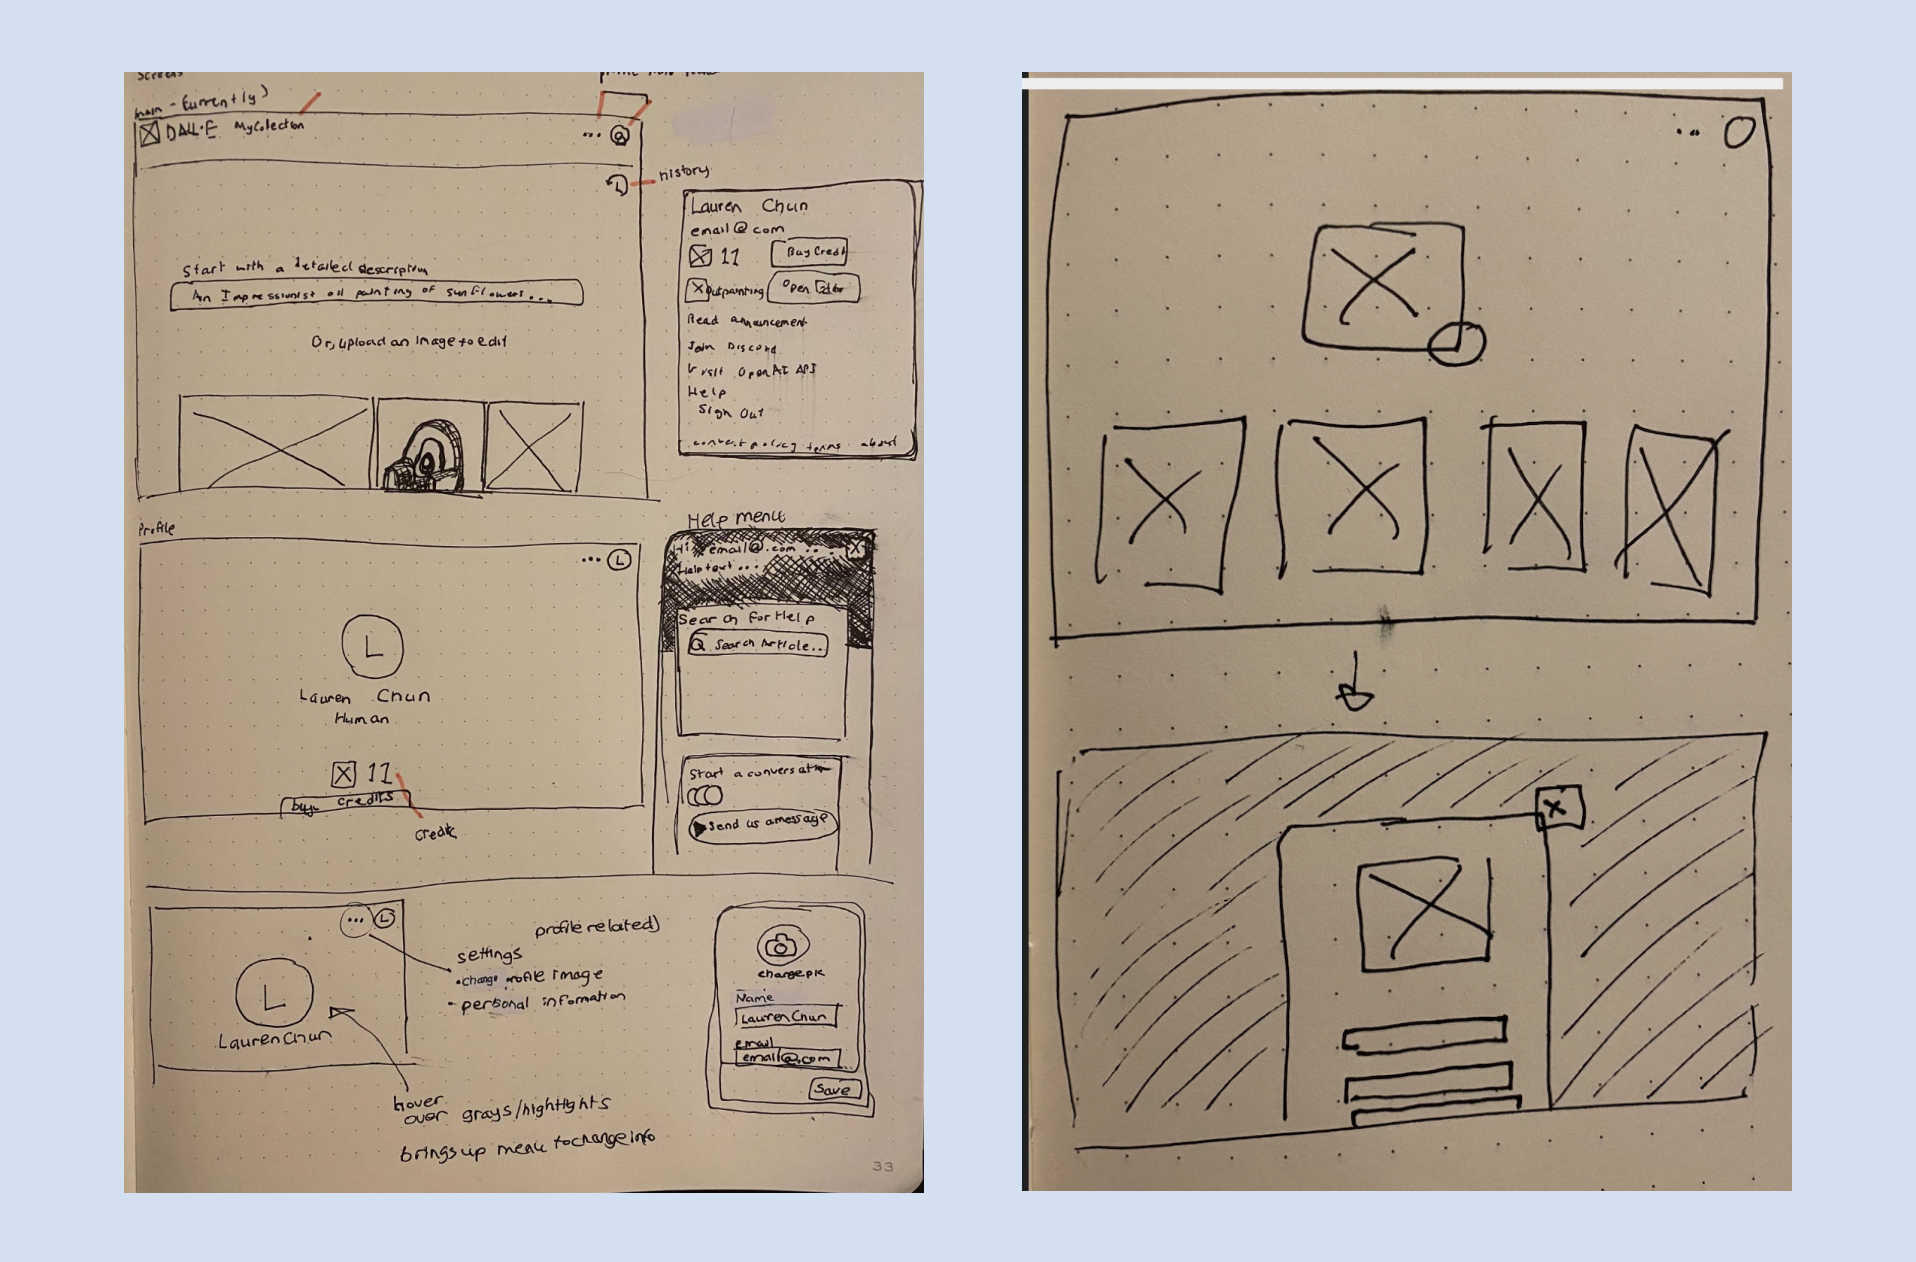 Screens
main - Currently)
DALL·E MyColection
...
history
Start with a detailed description
An Impressionist oil painting of sunflowers...
Or, upload an image to edit
Lauren Chun
email@com
11 Buy Credit
Outpainting Open Editor
Read announcement
Join Discord
Visit OpenAI API
Help
Sign Out
content policy terms about
Profile
...
L
L
Lauren Chun
Human
11
buy credits
Credit
Help menu
Hi email@.com ...
Help text...
X
Search for Help
Search Article..
Start a conversation
Send us a message
...
L
L
Lauren Chun
profile related)
settings
• change profile image
- personal information
hover
over grays/hightlights
brings up menu to change info
change pic
Name
Lauren Chun
email
email@.com
Save
33
..
x